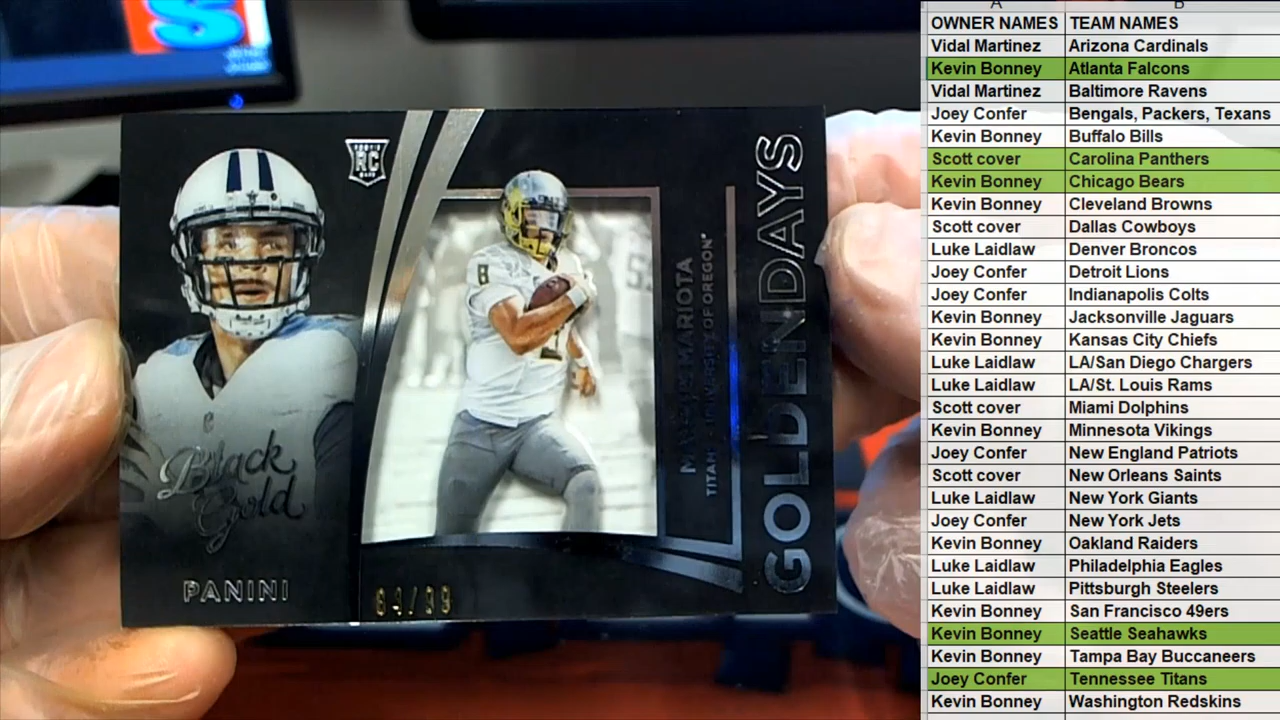 RC
8
Black
Gold
PANINI
MARIOTA
UNIVERSITY OF OREGON
GOLDEN DAYS
A B
OWNER NAMES TEAM NAMES
Vidal Martinez Arizona Cardinals
Kevin Bonney Atlanta Falcons
Vidal Martinez Baltimore Ravens
Joey Confer Bengals, Packers, Texans
Kevin Bonney Buffalo Bills
Scott cover Carolina Panthers
Kevin Bonney Chicago Bears
Kevin Bonney Cleveland Browns
Scott cover Dallas Cowboys
Luke Laidlaw Denver Broncos
Joey Confer Detroit Lions
Joey Confer Indianapolis Colts
Kevin Bonney Jacksonville Jaguars
Kevin Bonney Kansas City Chiefs
Luke Laidlaw LA/San Diego Chargers
Luke Laidlaw LA/St. Louis Rams
Scott cover Miami Dolphins
Kevin Bonney Minnesota Vikings
Joey Confer New England Patriots
Scott cover New Orleans Saints
Luke Laidlaw New York Giants
Joey Confer New York Jets
Kevin Bonney Oakland Raiders
Luke Laidlaw Philadelphia Eagles
Luke Laidlaw Pittsburgh Steelers
Kevin Bonney San Francisco 49ers
Kevin Bonney Seattle Seahawks
Kevin Bonney Tampa Bay Buccaneers
Joey Confer Tennessee Titans
Kevin Bonney Washington Redskins